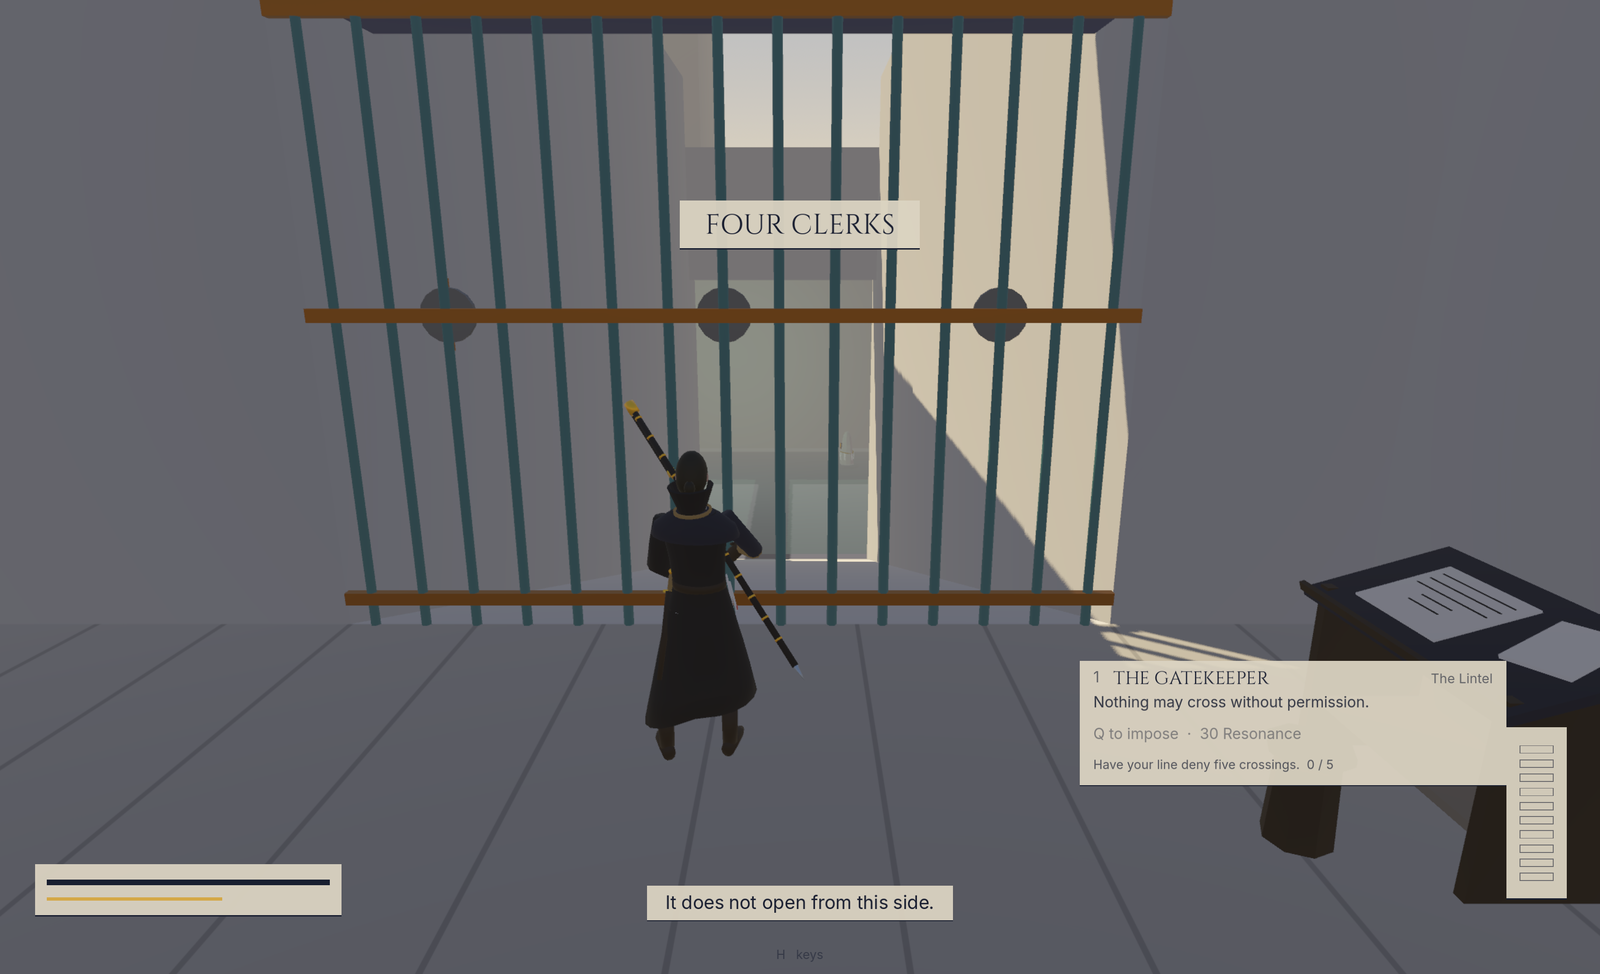 FOUR CLERKS
1 THE GATEKEEPER The Lintel
Nothing may cross without permission.
Q to impose · 30 Resonance
Have your line deny five crossings. 0 / 5
It does not open from this side.
H keys